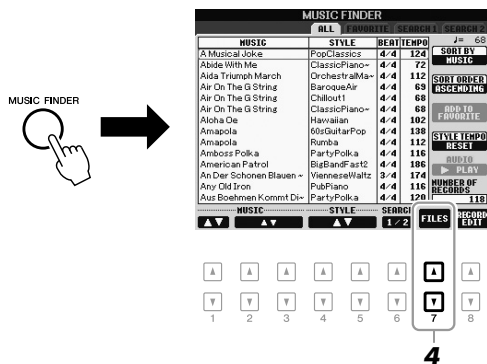 MUSIC FINDER
MUSIC FINDER
ALL FAVORITE SEARCH 1 SEARCH 2
MUSIC STYLE BEAT TEMPO
♩= 68
A Musical Joke PopClassics 4/4 124
Abide With Me ClassicPiano~ 4/4 72
Aida Triumph March OrchestralMa~ 4/4 112
Air On The G String BaroqueAir 4/4 69
Air On The G String Chillout1 4/4 68
Air On The G String ClassicPiano~ 4/4 68
Aloha Oe Hawaiian 4/4 102
Amapola 60sGuitarPop 4/4 138
Amapola Rumba 4/4 112
Amboss Polka PartyPolka 4/4 116
American Patrol BigBandFast2 4/4 186
An Der Schonen Blauen ~ VienneseWaltz 3/4 174
Any Old Iron PubPiano 4/4 116
Aus Boehmen Kommt Di~ PartyPolka 4/4 120
SORT BY
MUSIC
SORT ORDER
ASCENDING
ADD TO
FAVORITE
STYLE TEMPO
RESET
AUDIO
▶ PLAY
NUMBER OF
RECORDS
118
MUSIC STYLE SEARCH
▲▼ ▲▼ ▲▼ 1/2 FILES RECORD
EDIT
1 2 3 4 5 6 7 8
4